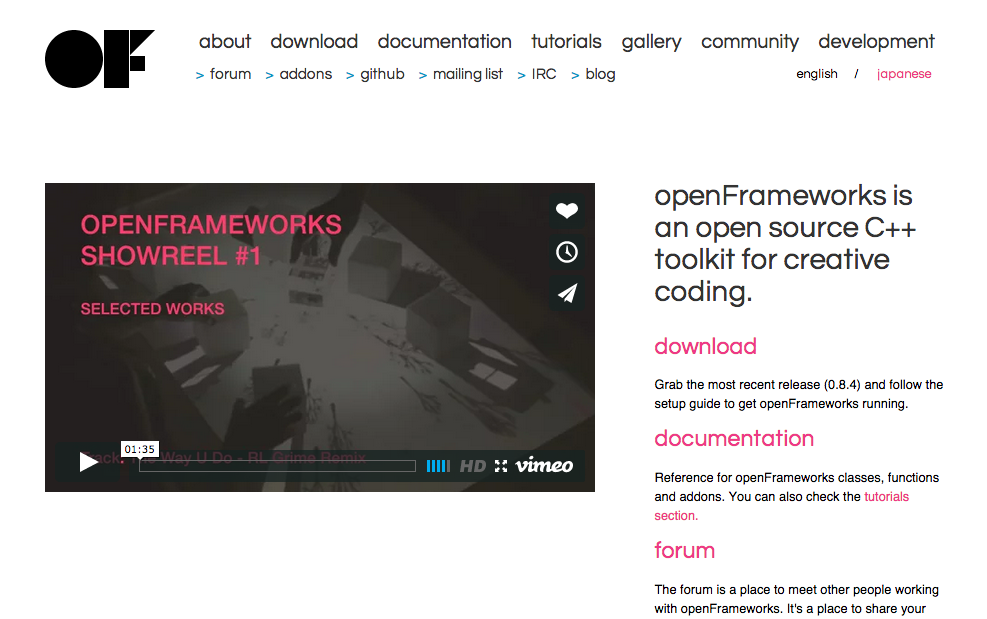 OF
about download documentation tutorials gallery community development
> forum > addons > github > mailing list > IRC > blog
english / japanese
OPENFRAMEWORKS
SHOWREEL #1
SELECTED WORKS
01:35
Track: The Way U Do - RL Grime Remix
HD vimeo
openFrameworks is
an open source C++
toolkit for creative
coding.
download
Grab the most recent release (0.8.4) and follow the
setup guide to get openFrameworks running.
documentation
Reference for openFrameworks classes, functions
and addons. You can also check the tutorials
section.
forum
The forum is a place to meet other people working
with openFrameworks. It's a place to share your